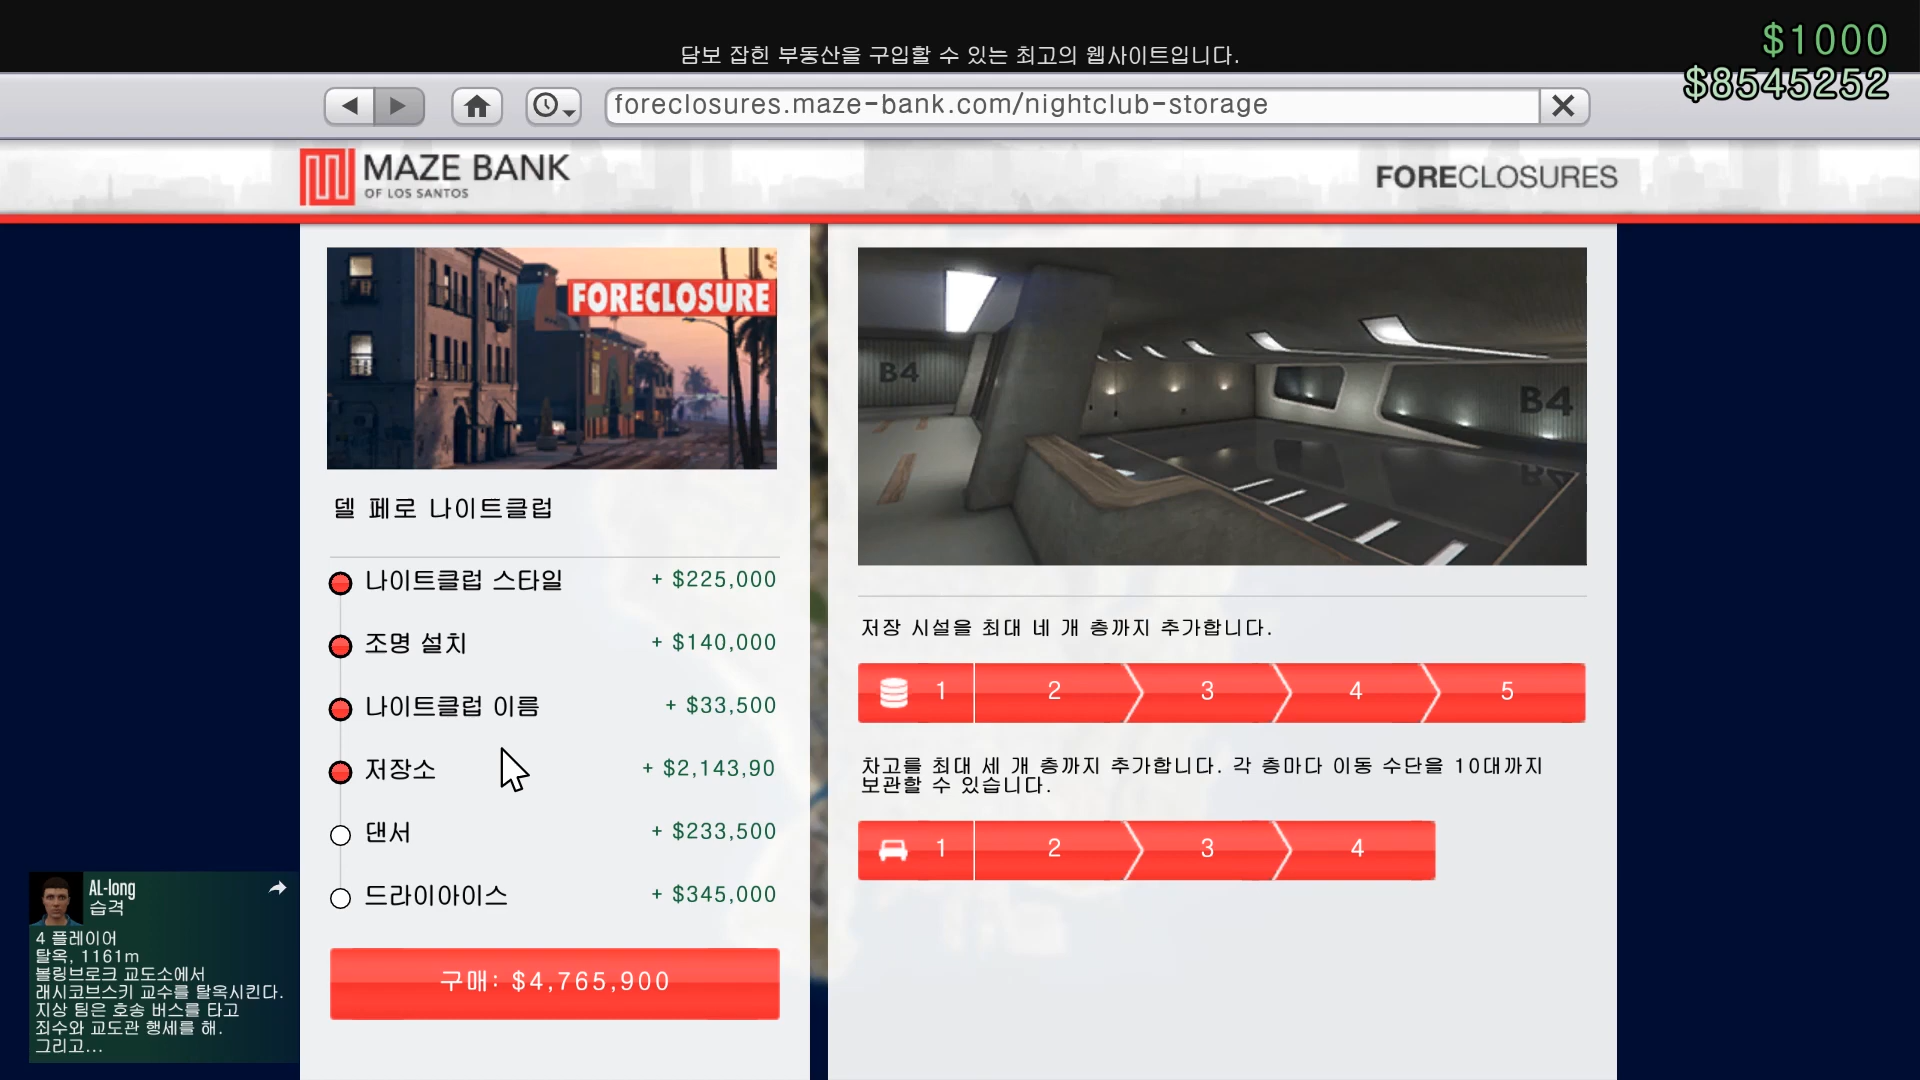 담보 잡힌 부동산을 구입할 수 있는 최고의 웹사이트입니다.
$1000
$8545252
foreclosures.maze-bank.com/nightclub-storage
MAZE BANK
OF LOS SANTOS
FORECLOSURES
FORECLOSURE
델 페로 나이트클럽
나이트클럽 스타일 + $225,000
조명 설치 + $140,000
나이트클럽 이름 + $33,500
저장소 + $2,143,90
댄서 + $233,500
드라이아이스 + $345,000
구매: $4,765,900
B4
B4
저장 시설을 최대 네 개 층까지 추가합니다.
1 2 3 4 5
차고를 최대 세 개 층까지 추가합니다. 각 층마다 이동 수단을 10대까지
보관할 수 있습니다.
1 2 3 4
AL-long
습격
4 플레이어
탈옥, 1161m
볼링브로크 교도소에서
래시코브스키 교수를 탈옥시킨다.
지상 팀은 호송 버스를 타고
죄수와 교도관 행세를 해.
그리고...